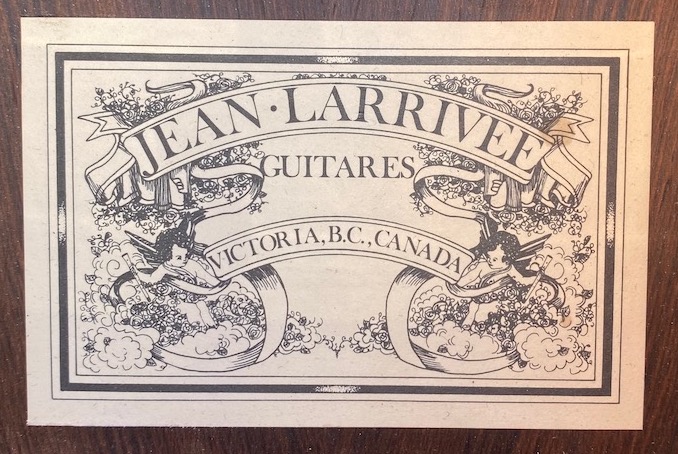 JEAN · LARRIVEE
GUITARES
VICTORIA, B.C., CANADA